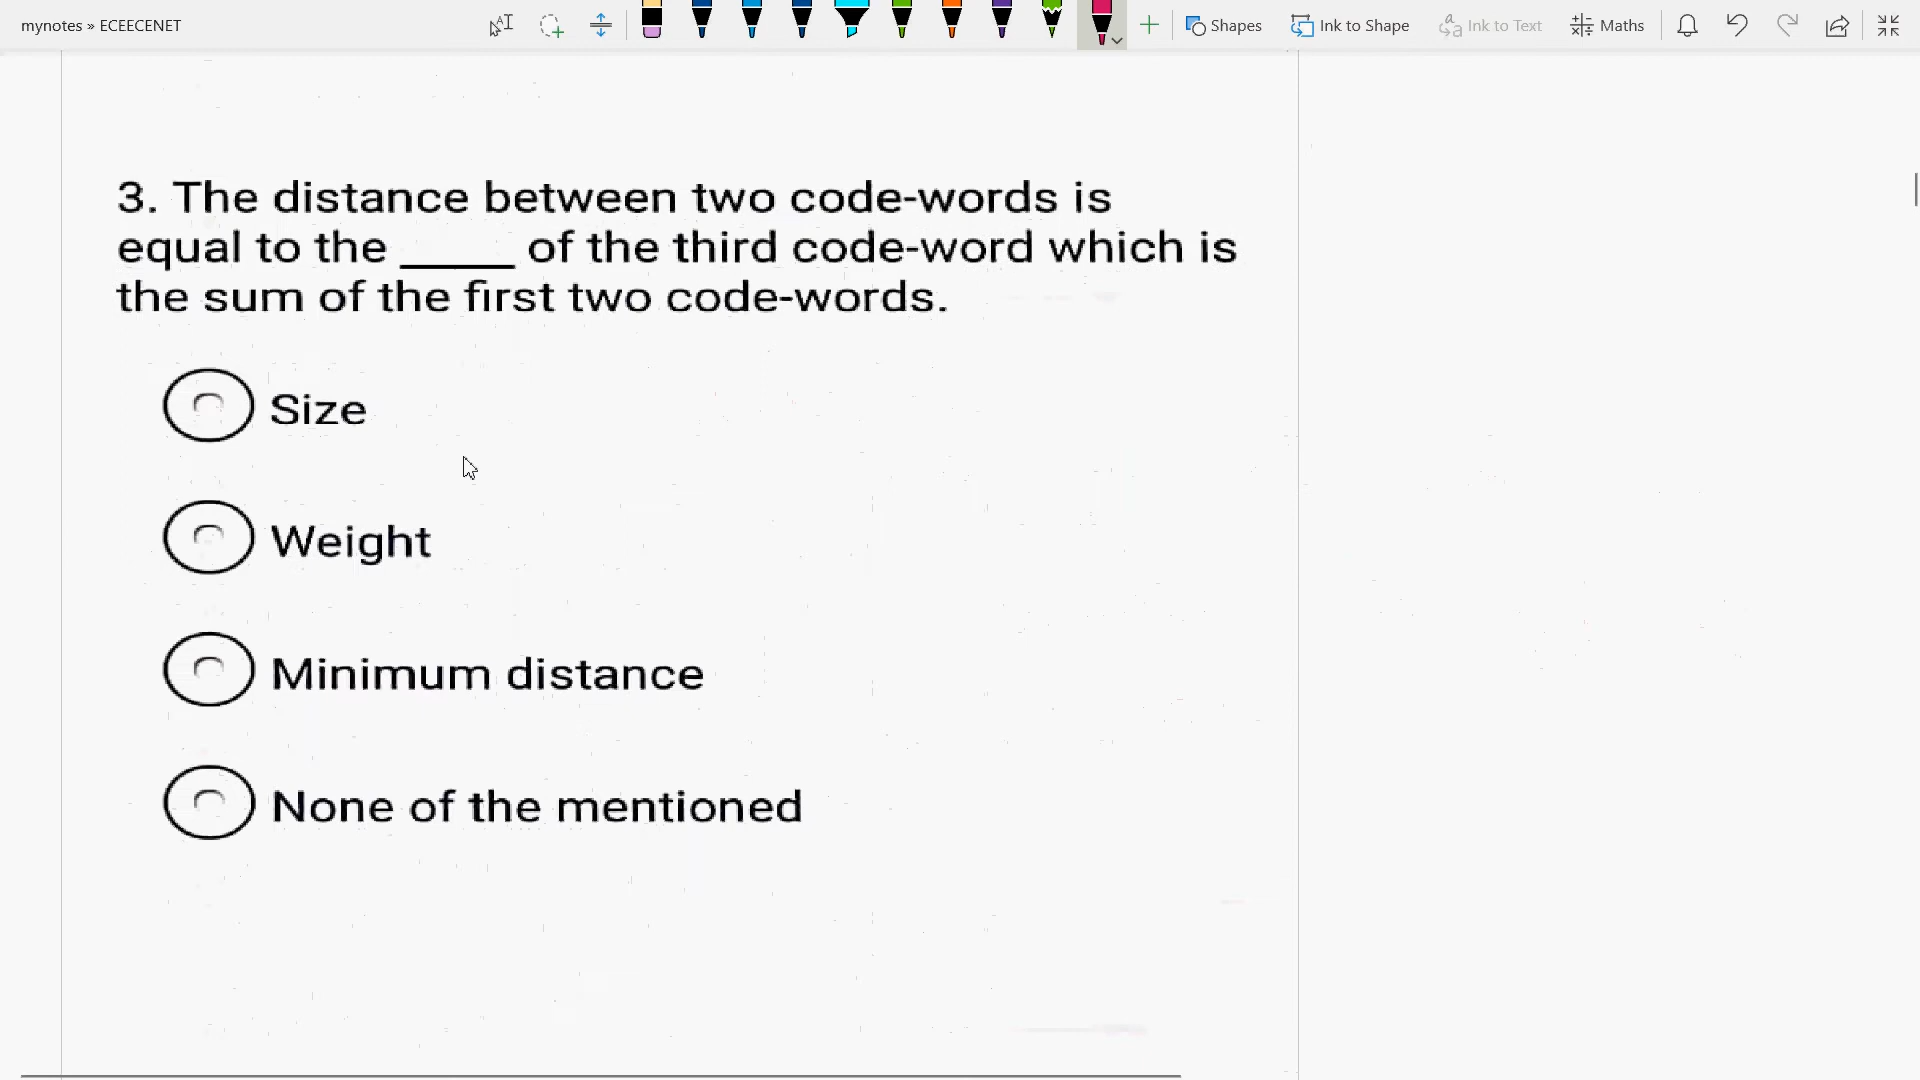 mynotes » ECEECENET
Shapes
Ink to Shape
Ink to Text
Maths
3. The distance between two code-words is
equal to the _____ of the third code-word which is
the sum of the first two code-words.
Size
Weight
Minimum distance
None of the mentioned